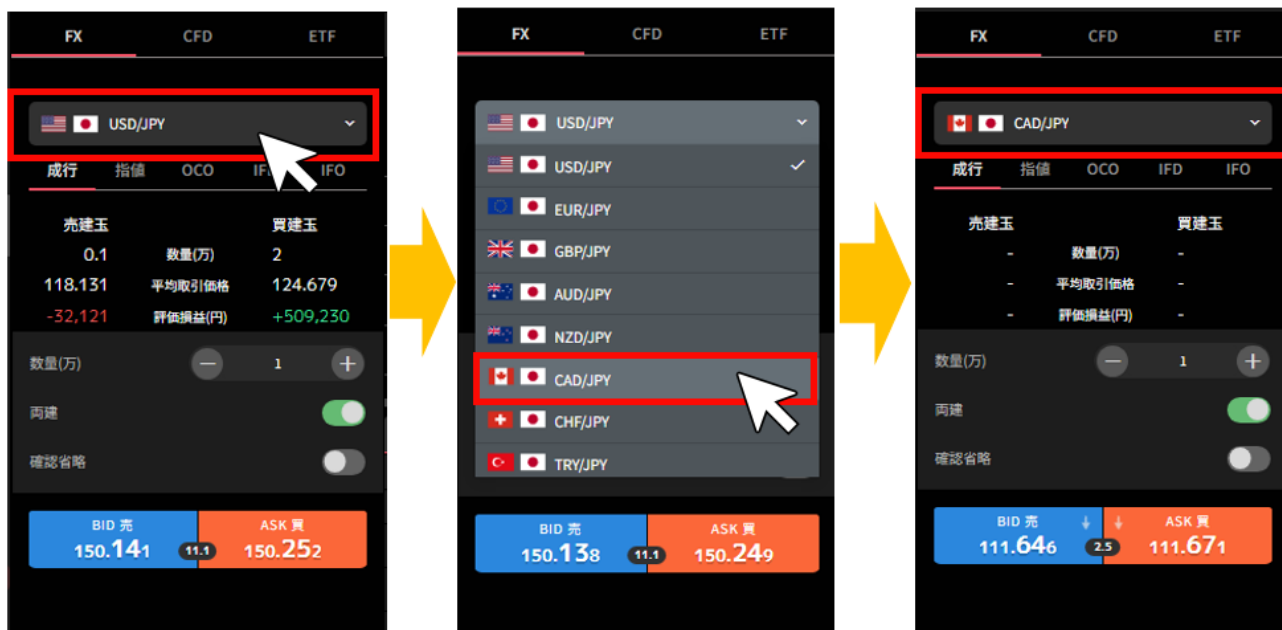 FX CFD ETF
USD/JPY
成行 指値 OCO IFD IFO
売建玉 買建玉
0.1 数量(万) 2
118.131 平均取引価格 124.679
-32,121 評価損益(円) +509,230
数量(万) 1
両建
確認省略
BID 売 ASK 買
150.141 11.1 150.252
FX CFD ETF
USD/JPY
USD/JPY
EUR/JPY
GBP/JPY
AUD/JPY
NZD/JPY
CAD/JPY
CHF/JPY
TRY/JPY
BID 売 ASK 買
150.138 11.1 150.249
FX CFD ETF
CAD/JPY
成行 指値 OCO IFD IFO
売建玉 買建玉
- 数量(万) -
- 平均取引価格 -
- 評価損益(円) -
数量(万) 1
両建
確認省略
BID 売 ASK 買
111.646 2.5 111.671